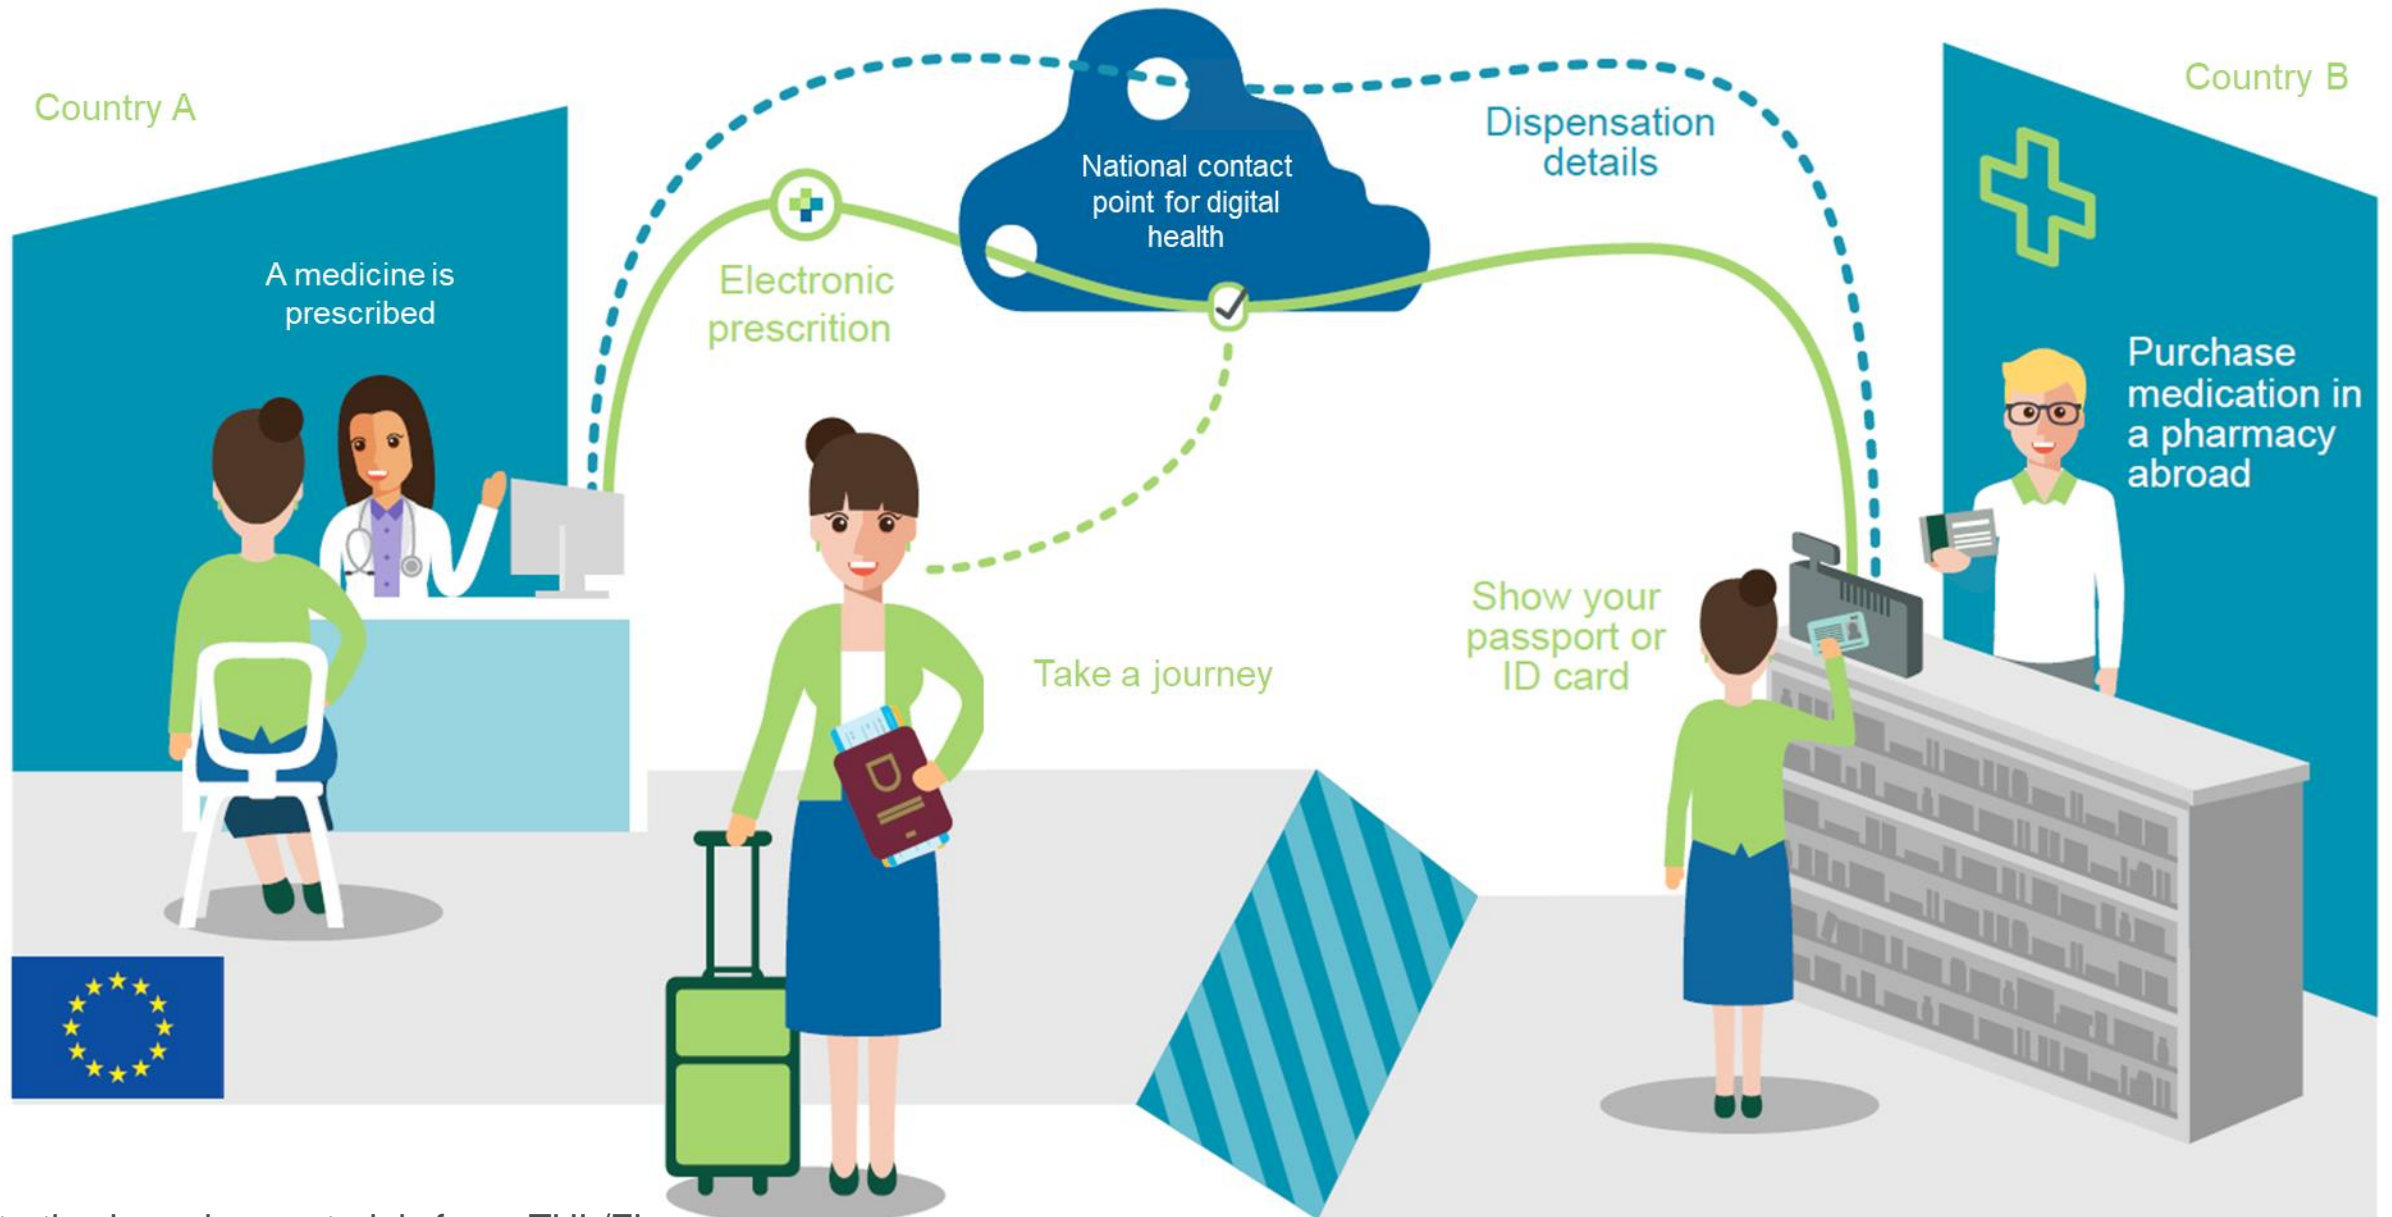 Country A
Country B
A medicine is
prescribed
Electronic
prescrition
National contact
point for digital
health
Dispensation
details
Take a journey
Show your
passport or
ID card
Purchase
medication in
a pharmacy
abroad